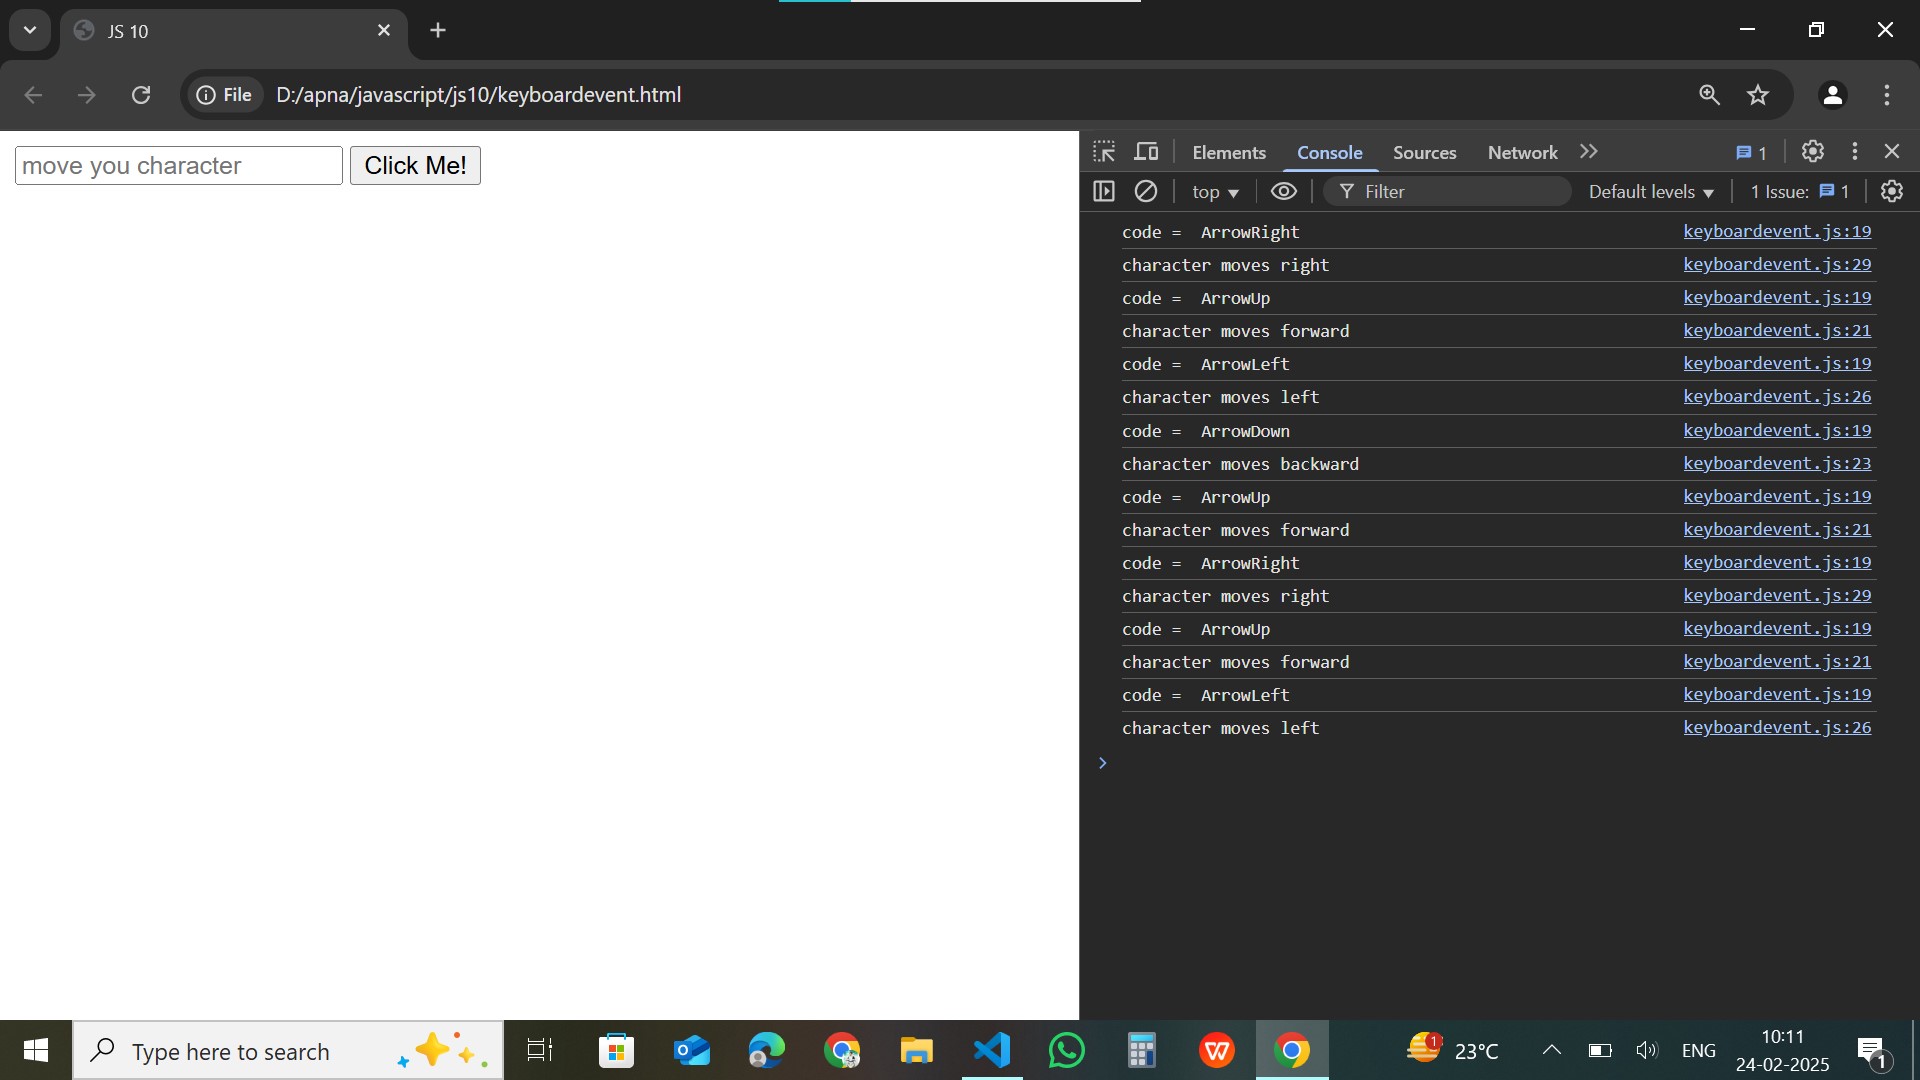 JS 10
File D:/apna/javascript/js10/keyboardevent.html
move you character Click Me!
Elements Console Sources Network 1
top Filter Default levels 1 Issue: 1
code =  ArrowRight keyboardevent.js:19
character moves right keyboardevent.js:29
code =  ArrowUp keyboardevent.js:19
character moves forward keyboardevent.js:21
code =  ArrowLeft keyboardevent.js:19
character moves left keyboardevent.js:26
code =  ArrowDown keyboardevent.js:19
character moves backward keyboardevent.js:23
code =  ArrowUp keyboardevent.js:19
character moves forward keyboardevent.js:21
code =  ArrowRight keyboardevent.js:19
character moves right keyboardevent.js:29
code =  ArrowUp keyboardevent.js:19
character moves forward keyboardevent.js:21
code =  ArrowLeft keyboardevent.js:19
character moves left keyboardevent.js:26
Type here to search 1 23°C ENG 10:11
24-02-2025 1